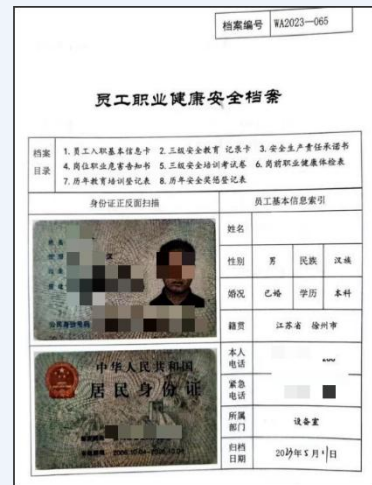 档案编号 WA2023—065
员工职业健康安全档案
档案目录
1.员工入职基本信息卡 2.三级安全教育 记录卡 3.安全生产责任承诺书
4.岗位职业危害告知书 5.三级安全培训考试卷 6.岗前职业健康体检表
7.历年教育培训登记表 8.历年安全奖惩登记表
身份证正反面扫描 员工基本信息索引
姓名
性别 男 民族 汉族
婚况 已婚 学历 本科
籍贯 江苏省 徐州市
本人电话
紧急电话
所属部门 设备室
归档日期
汉
公民身份号码
中华人民共和国
居民身份证